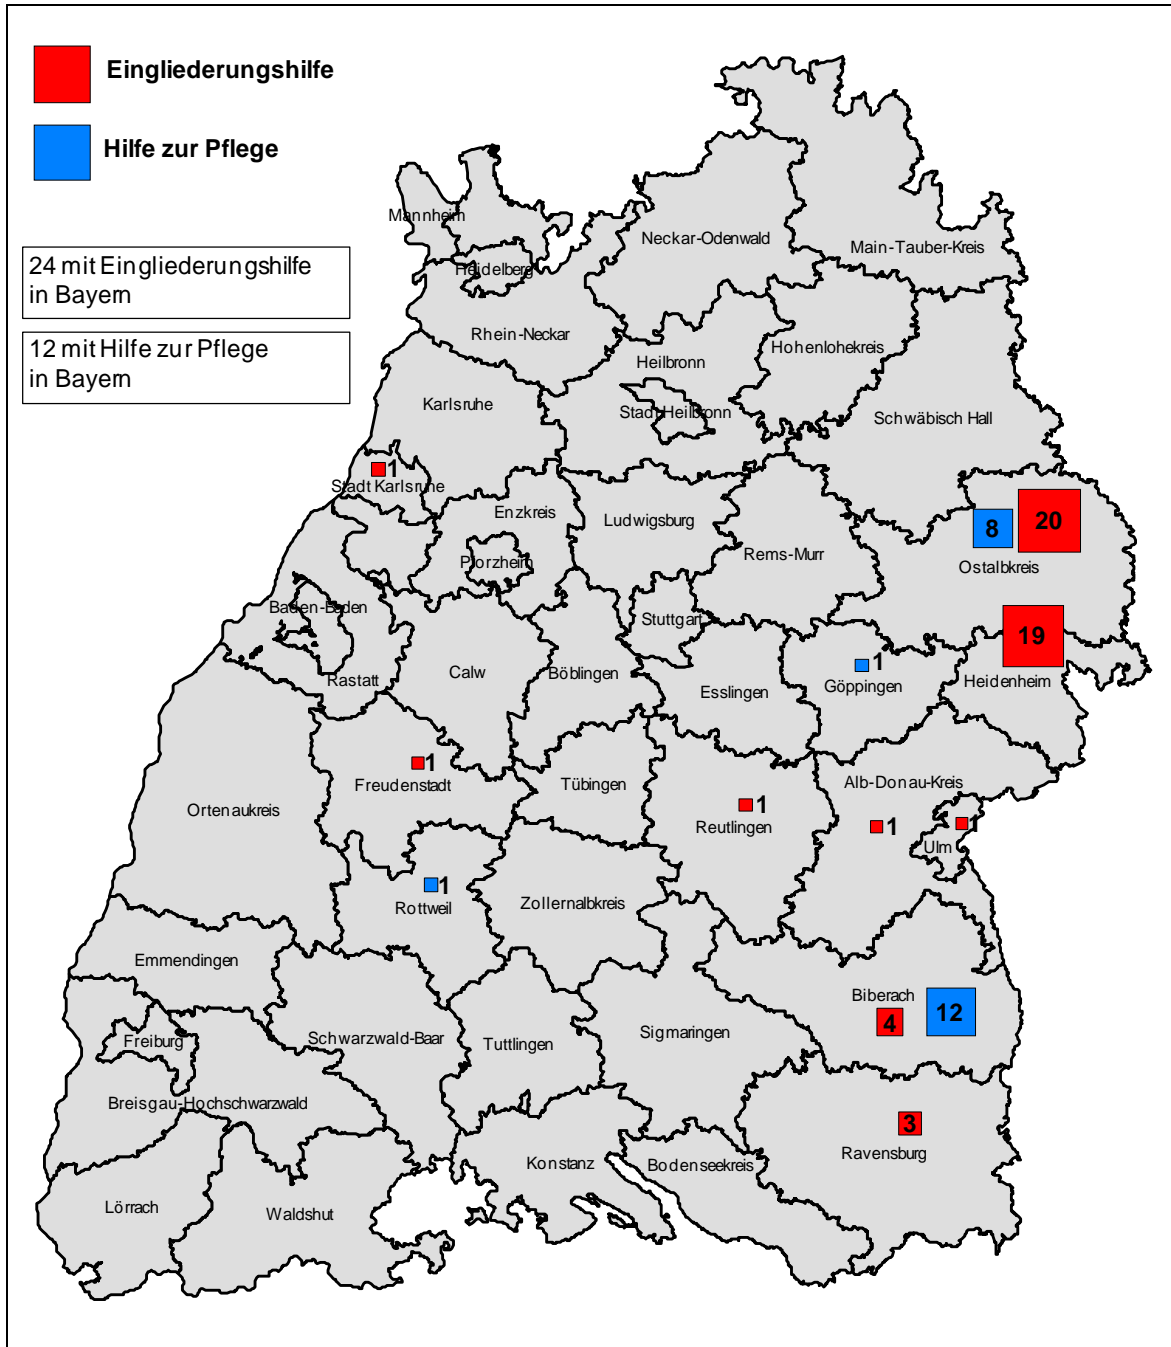 Eingliederungshilfe
Hilfe zur Pflege
24 mit Eingliederungshilfe
in Bayern
12 mit Hilfe zur Pflege
in Bayern
Mannheim
Neckar-Odenwald
Main-Tauber-Kreis
Heidelberg
Rhein-Neckar
Hohenlohekreis
Heilbronn
Karlsruhe
Stadt Heilbronn
Schwäbisch Hall
1
Stadt Karlsruhe
Enzkreis
Ludwigsburg
8
20
Rems-Murr
Pforzheim
Ostalbkreis
Baden-Baden
Stuttgart
19
1
Calw
Böblingen
Rastatt
Esslingen
Göppingen
Heidenheim
1
Freudenstadt
Tübingen
Alb-Donau-Kreis
Ortenaukreis
1
Reutlingen
1
1
Ulm
1
Rottweil
Zollernalbkreis
Emmendingen
Biberach
4
12
Freiburg
Schwarzwald-Baar
Tuttlingen
Sigmaringen
Breisgau-Hochschwarzwald
3
Ravensburg
Konstanz
Bodenseekreis
Lörrach
Waldshut